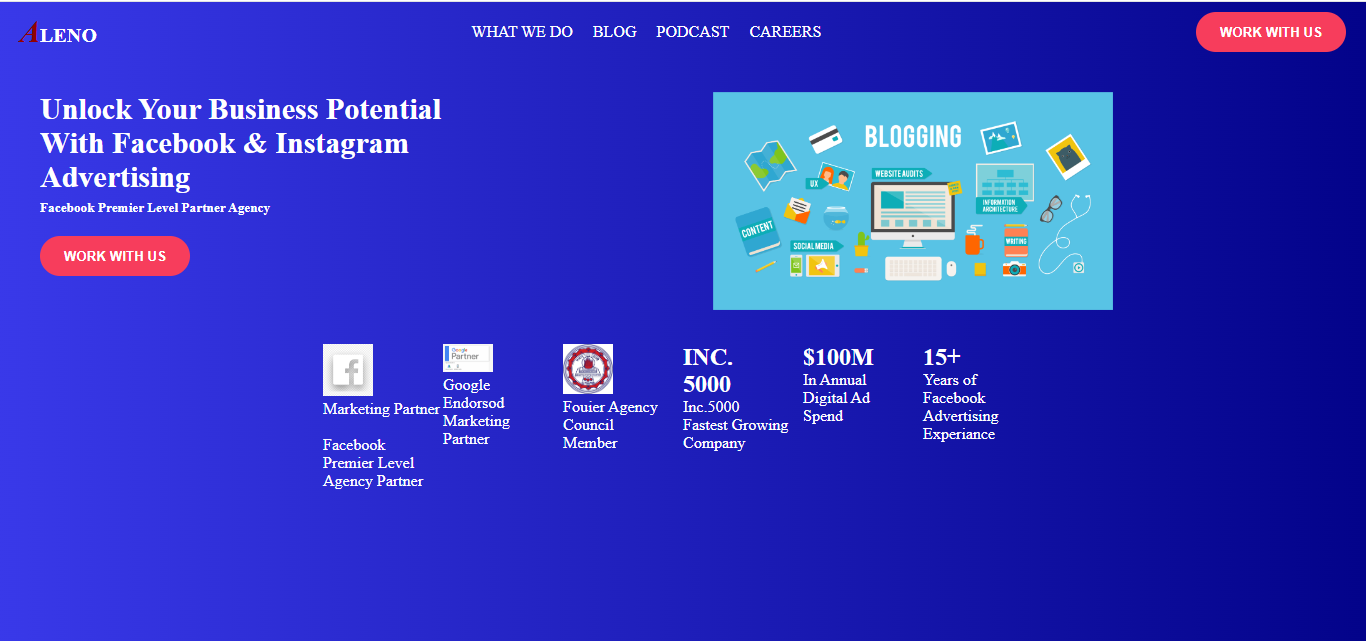 ALENO
WHAT WE DO BLOG PODCAST CAREERS
WORK WITH US
Unlock Your Business Potential
With Facebook & Instagram
Advertising
Facebook Premier Level Partner Agency
WORK WITH US
BLOGGING
WEBSITE AUDITS
UX
INFORMATION
ARCHITECTURE
CONTENT
SOCIAL MEDIA
WRITING
Marketing Partner
Facebook
Premier Level
Agency Partner
Google
Partner
Google
Endorsod
Marketing
Partner
Fouier Agency
Council
Member
INC.
5000
Inc.5000
Fastest Growing
Company
$100M
In Annual
Digital Ad
Spend
15+
Years of
Facebook
Advertising
Experiance